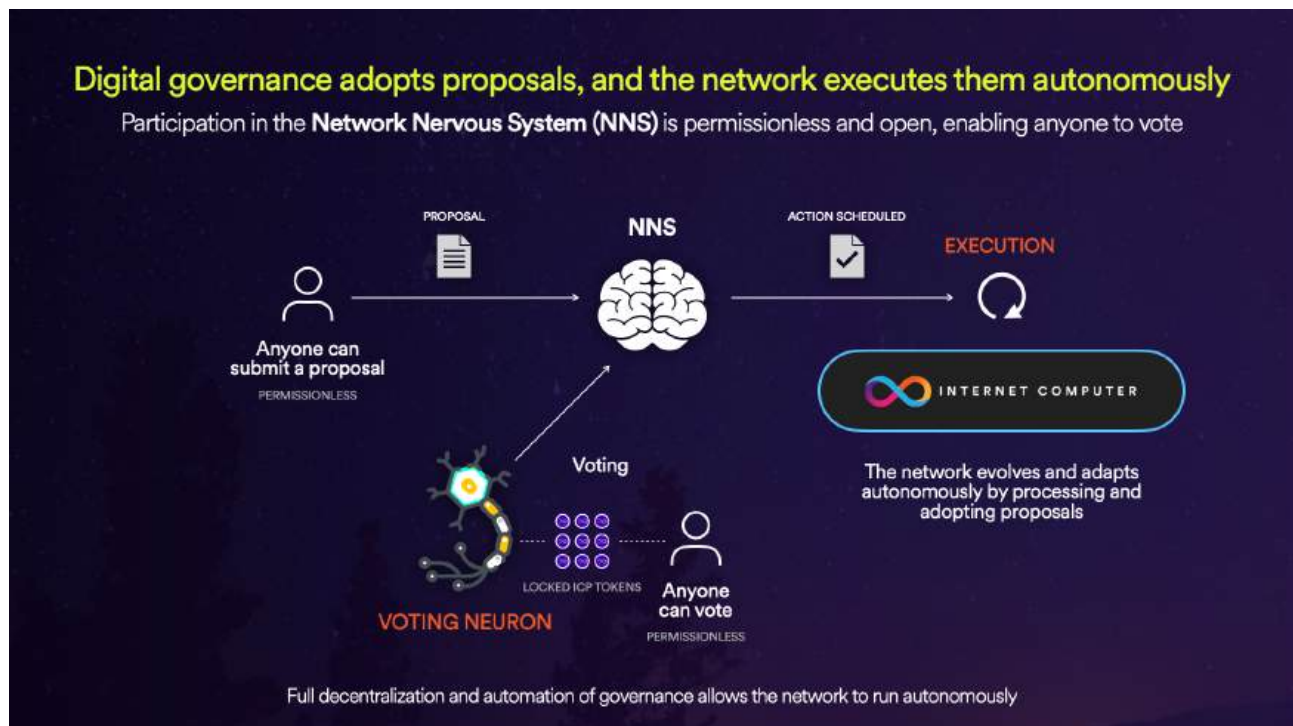 Digital governance adopts proposals, and the network executes them autonomously
Participation in the Network Nervous System (NNS) is permissionless and open, enabling anyone to vote
PROPOSAL
NNS
ACTION SCHEDULED
EXECUTION
Anyone can
submit a proposal
PERMISSIONLESS
INTERNET COMPUTER
The network evolves and adapts
autonomously by processing and
adopting proposals
Voting
LOCKED ICP TOKENS
Anyone
can vote
PERMISSIONLESS
VOTING NEURON
Full decentralization and automation of governance allows the network to run autonomously